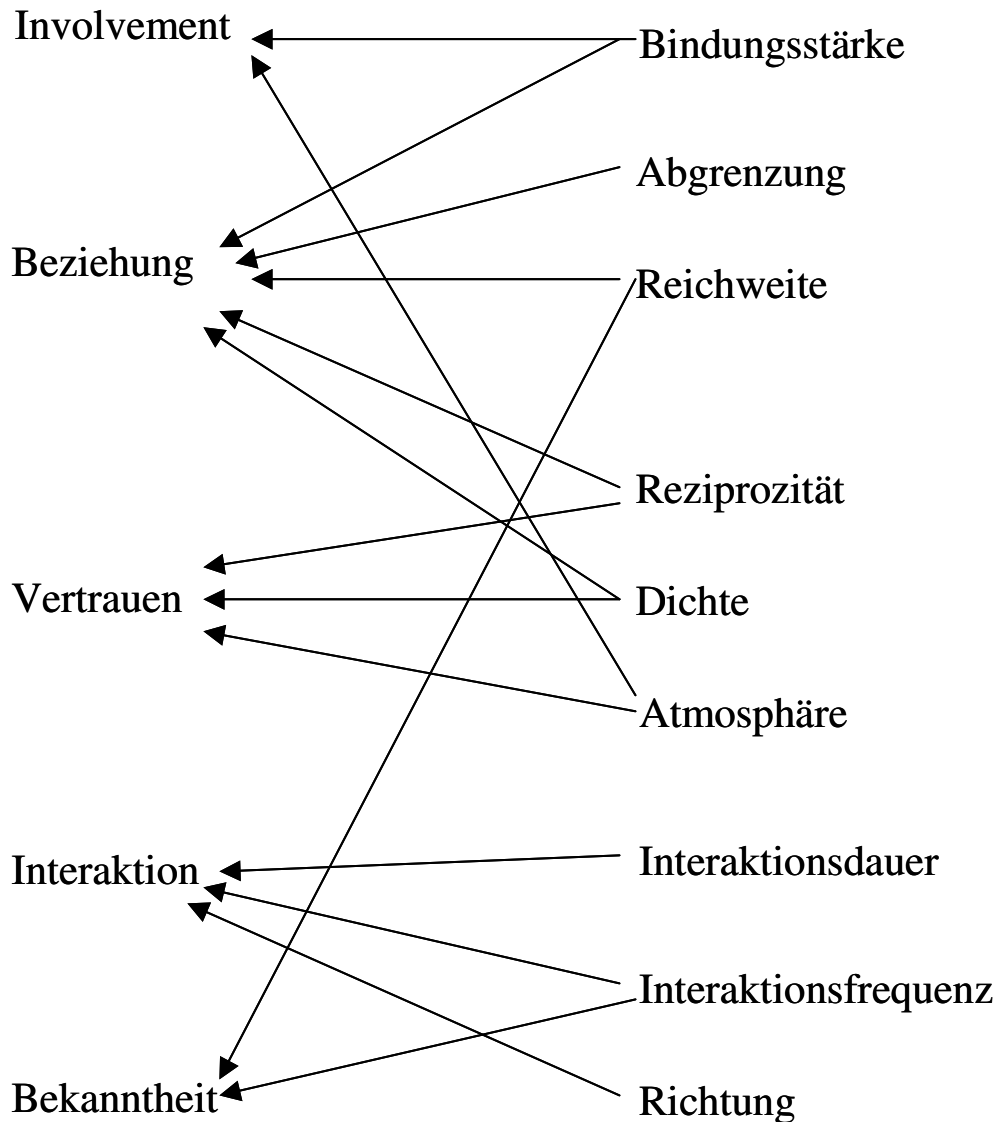 Involvement
Bindungsstärke
Abgrenzung
Beziehung
Reichweite
Reziprozität
Vertrauen
Dichte
Atmosphäre
Interaktion
Interaktionsdauer
Interaktionsfrequenz
Bekanntheit
Richtung